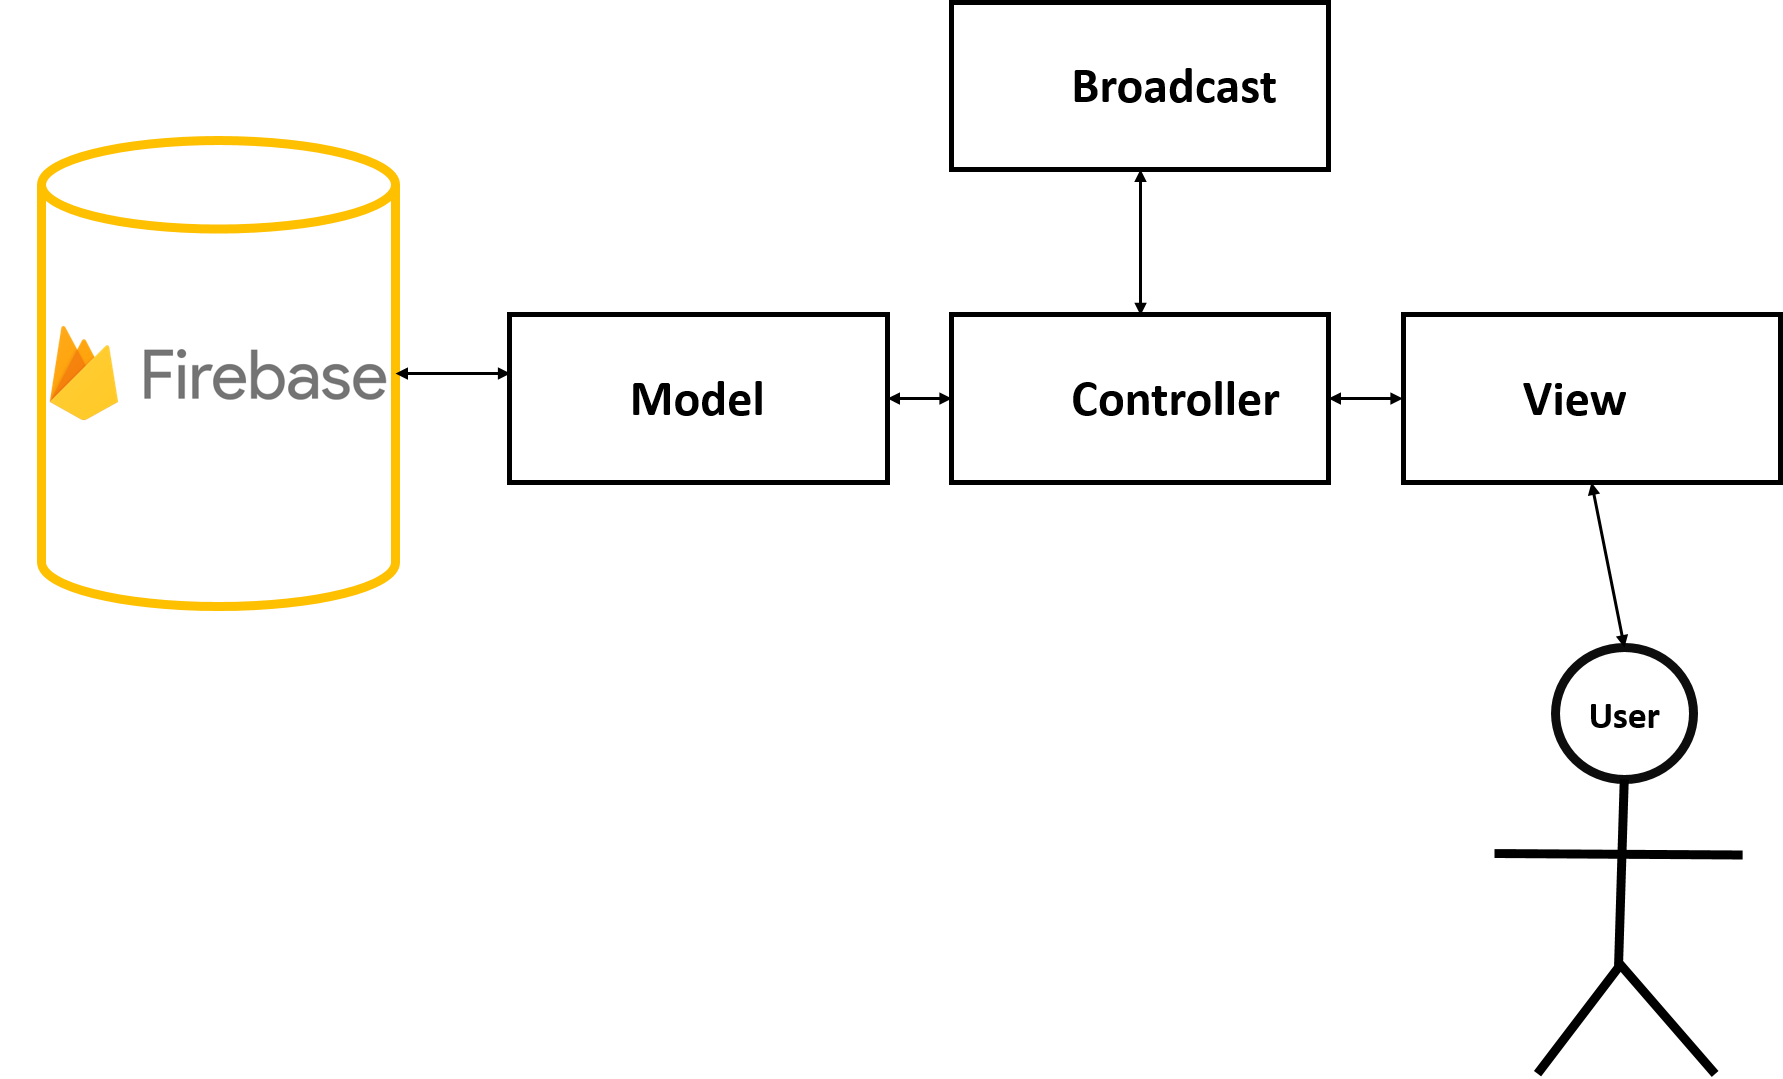 Broadcast
Firebase
Model
Controller
View
User